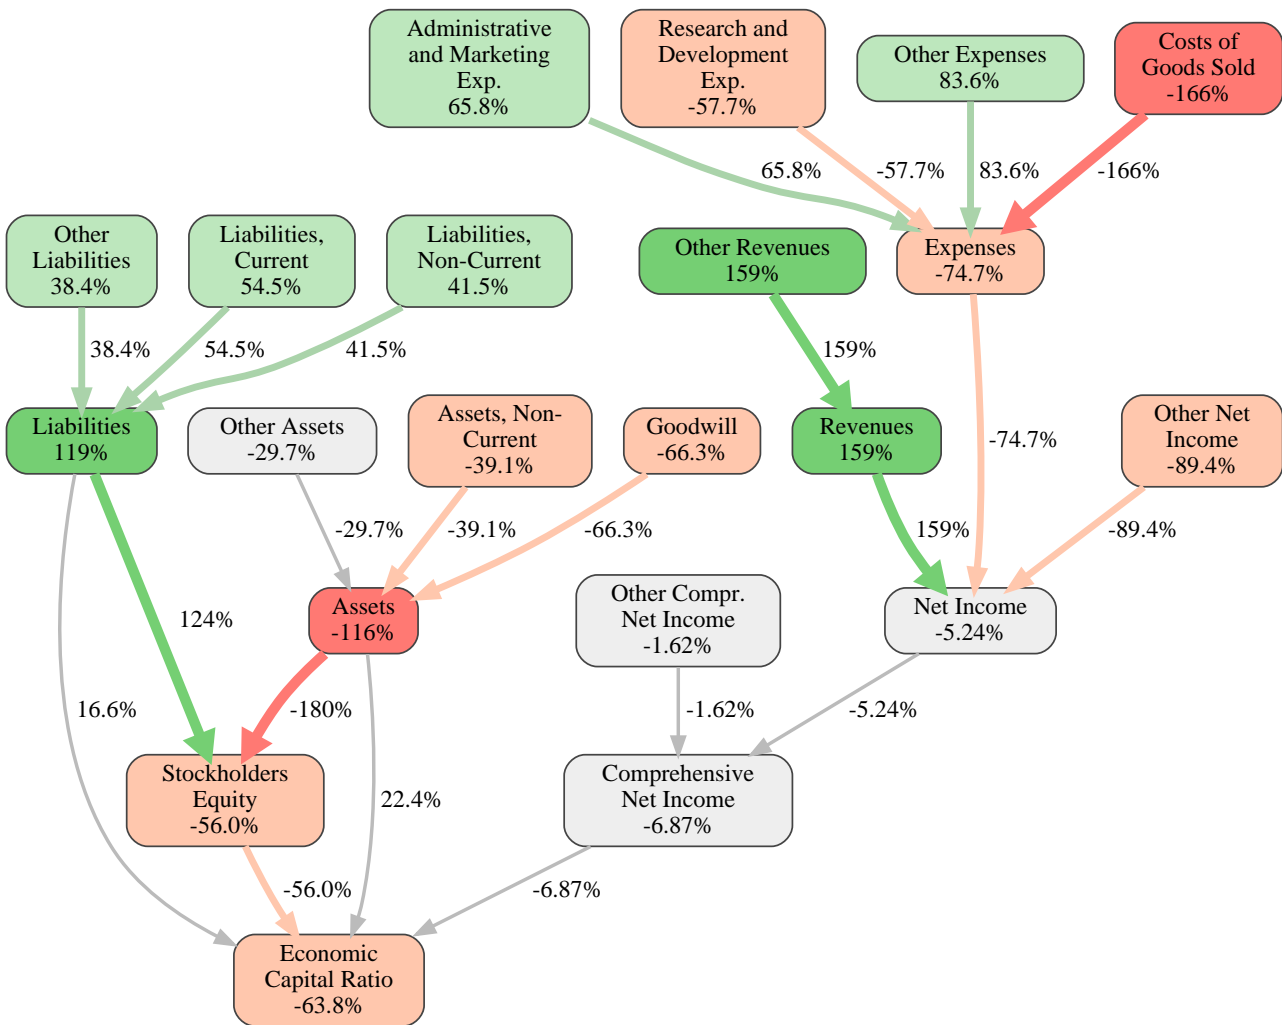 Administrative
and Marketing
Exp.
65.8%
Research and
Development
Exp.
-57.7%
Other Expenses
83.6%
Costs of
Goods Sold
-166%
65.8%
-57.7%
83.6%
-166%
Other
Liabilities
38.4%
Liabilities,
Current
54.5%
Liabilities,
Non-Current
41.5%
Other Revenues
159%
Expenses
-74.7%
38.4%
54.5%
41.5%
159%
Liabilities
119%
Other Assets
-29.7%
Assets, Non-
Current
-39.1%
Goodwill
-66.3%
Revenues
159%
-74.7%
Other Net
Income
-89.4%
-29.7%
-39.1%
-66.3%
159%
-89.4%
Assets
-116%
Other Compr.
Net Income
-1.62%
Net Income
-5.24%
124%
16.6%
-180%
-1.62%
-5.24%
Stockholders
Equity
-56.0%
22.4%
Comprehensive
Net Income
-6.87%
-56.0%
-6.87%
Economic
Capital Ratio
-63.8%